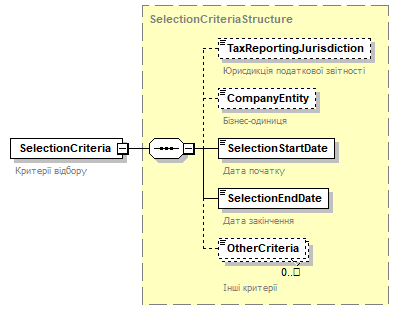 SelectionCriteriaStructure
TaxReportingJurisdiction
Юрисдикція податкової звітності
CompanyEntity
Бізнес-одиниця
SelectionCriteria
Критерії відбору
SelectionStartDate
Дата початку
SelectionEndDate
Дата закінчення
OtherCriteria
0..
Інші критерії